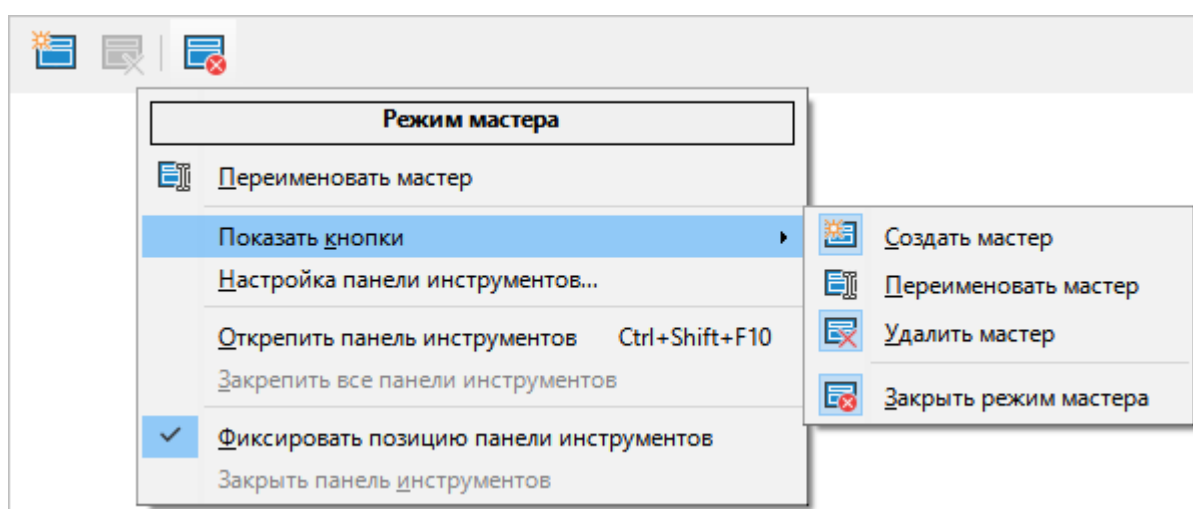 Режим мастера
Переименовать мастер
Показать кнопки
Настройка панели инструментов...
Открепить панель инструментов Ctrl+Shift+F10
Закрепить все панели инструментов
Фиксировать позицию панели инструментов
Закрыть панель инструментов
Создать мастер
Переименовать мастер
Удалить мастер
Закрыть режим мастера